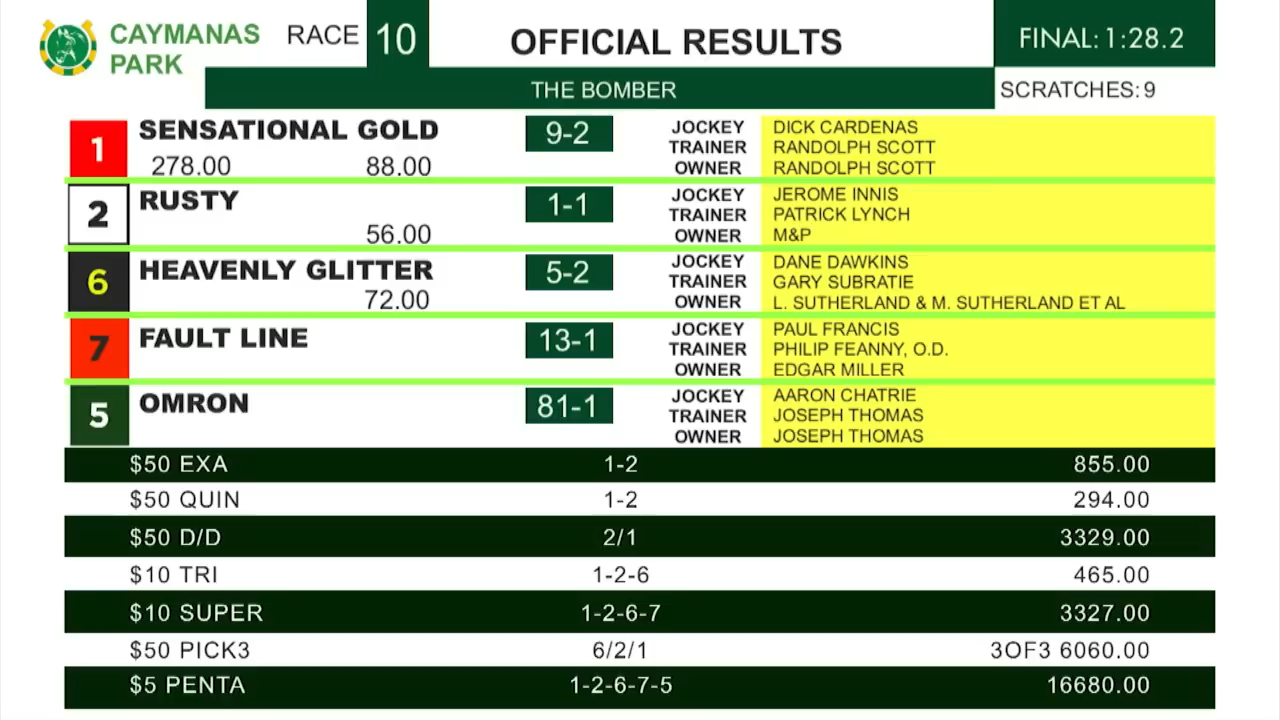 CAYMANAS PARK
RACE 10
OFFICIAL RESULTS
FINAL: 1:28.2
THE BOMBER
SCRATCHES: 9
1 SENSATIONAL GOLD 9-2 JOCKEY DICK CARDENAS
TRAINER RANDOLPH SCOTT
278.00 88.00 OWNER RANDOLPH SCOTT
2 RUSTY 1-1 JOCKEY JEROME INNIS
TRAINER PATRICK LYNCH
56.00 OWNER M&P
6 HEAVENLY GLITTER 5-2 JOCKEY DANE DAWKINS
TRAINER GARY SUBRATIE
72.00 OWNER L. SUTHERLAND & M. SUTHERLAND ET AL
7 FAULT LINE 13-1 JOCKEY PAUL FRANCIS
TRAINER PHILIP FEANNY, O.D.
OWNER EDGAR MILLER
5 OMRON 81-1 JOCKEY AARON CHATRIE
TRAINER JOSEPH THOMAS
OWNER JOSEPH THOMAS
$50 EXA 1-2 855.00
$50 QUIN 1-2 294.00
$50 D/D 2/1 3329.00
$10 TRI 1-2-6 465.00
$10 SUPER 1-2-6-7 3327.00
$50 PICK3 6/2/1 3OF3 6060.00
$5 PENTA 1-2-6-7-5 16680.00